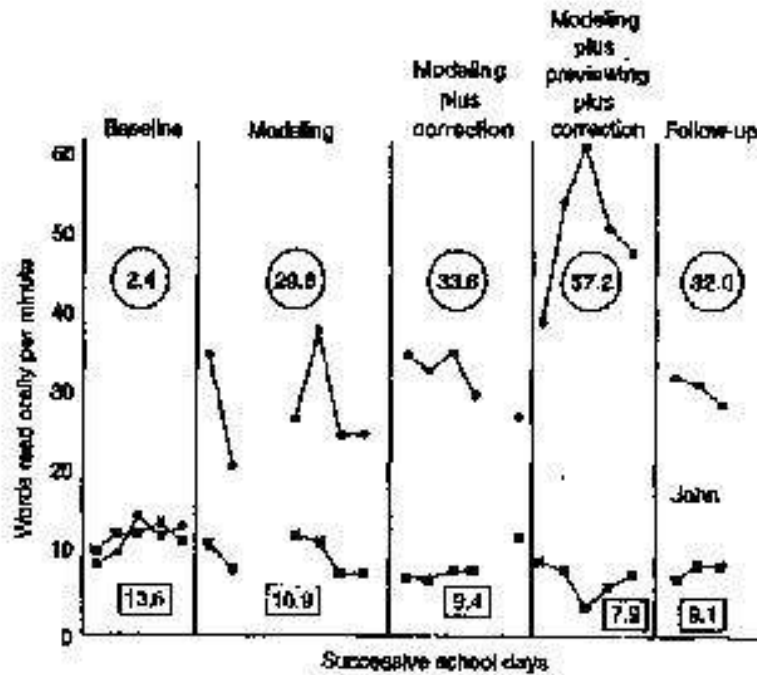 Modeling
plus
previewing
plus
correction
Modeling
plus
correction
Baseline
Modeling
Follow-up
60
50
40
30
20
10
0
Words read orally per minute
2.4
29.6
33.6
57.2
32.0
John
13.6
10.9
9.4
7.9
8.1
Successive school days